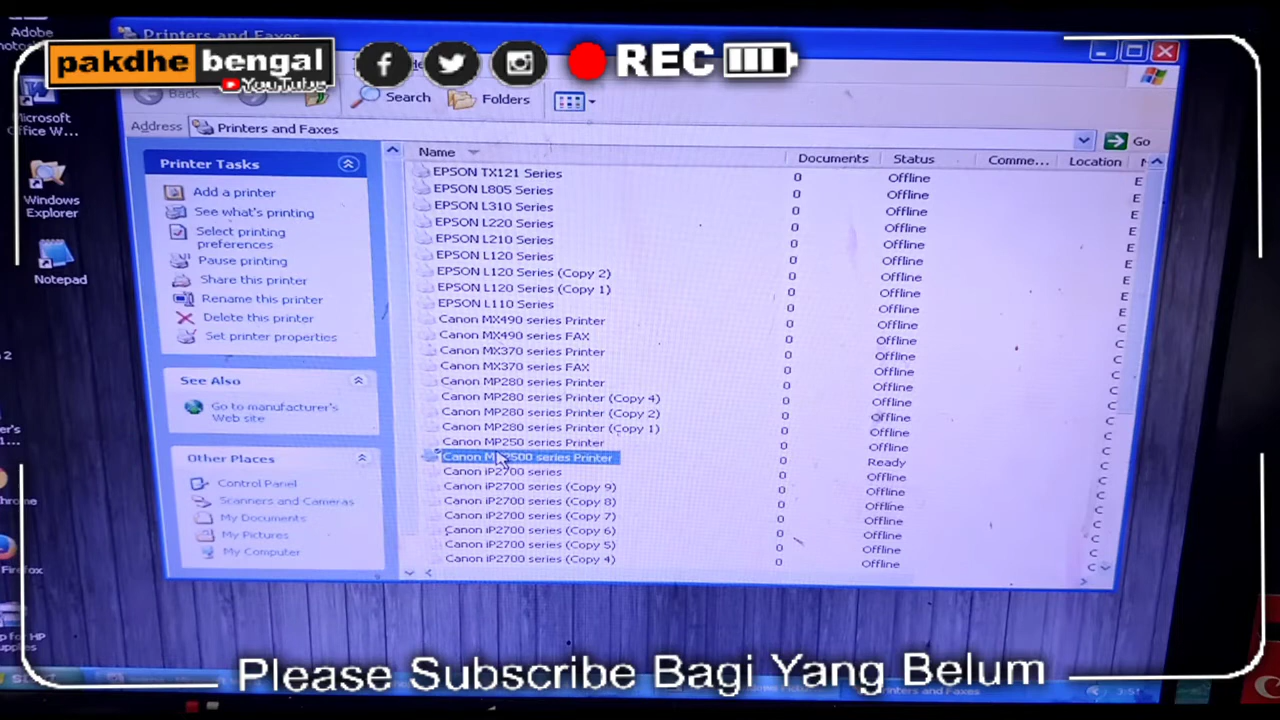 Adobe
Printers and Faxes
pakdhe bengal
YouTube
REC
Microsoft
Office W...
Windows
Explorer
Notepad
Back
Search
Folders
Address
Printers and Faxes
Go
Printer Tasks
Add a printer
See what's printing
Select printing
preferences
Pause printing
Share this printer
Rename this printer
Delete this printer
Set printer properties
See Also
Go to manufacturer's
Web site
Other Places
Control Panel
Scanners and Cameras
My Documents
My Pictures
My Computer
Name Documents Status Comme... Location
EPSON TX121 Series 0 Offline E
EPSON L805 Series 0 Offline E
EPSON L310 Series 0 Offline E
EPSON L220 Series 0 Offline E
EPSON L210 Series 0 Offline E
EPSON L120 Series 0 Offline E
EPSON L120 Series (Copy 2) 0 Offline E
EPSON L120 Series (Copy 1) 0 Offline E
EPSON L110 Series 0 Offline E
Canon MX490 series Printer 0 Offline C
Canon MX490 series FAX 0 Offline C
Canon MX370 series Printer 0 Offline C
Canon MX370 series FAX 0 Offline C
Canon MP280 series Printer 0 Offline C
Canon MP280 series Printer (Copy 4) 0 Offline C
Canon MP280 series Printer (Copy 2) 0 Offline C
Canon MP280 series Printer (Copy 1) 0 Offline C
Canon MP250 series Printer 0 Offline C
Canon series Printer 0 Ready C
Canon iP2700 series 0 Offline C
Canon iP2700 series (Copy 9) 0 Offline C
Canon iP2700 series (Copy 8) 0 Offline C
Canon iP2700 series (Copy 7) 0 Offline C
Canon iP2700 series (Copy 6) 0 Offline C
Canon iP2700 series (Copy 5) 0 Offline C
Canon iP2700 series (Copy 4) 0 Offline C
Please Subscribe Bagi Yang Belum
Printers and Faxes